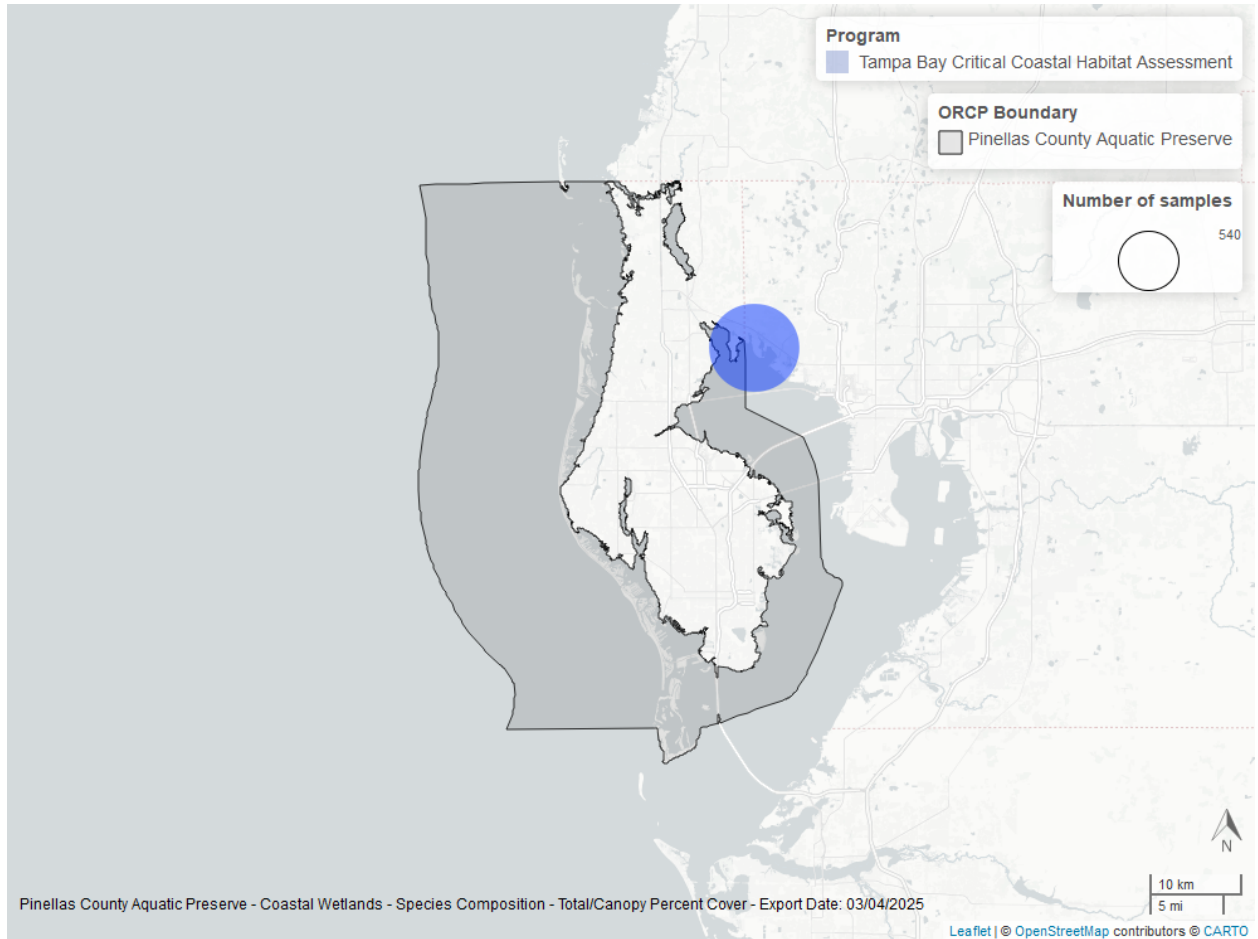 Program
Tampa Bay Critical Coastal Habitat Assessment
ORCP Boundary
Pinellas County Aquatic Preserve
Number of samples
540
N
10 km
5 mi
Pinellas County Aquatic Preserve - Coastal Wetlands - Species Composition - Total/Canopy Percent Cover - Export Date: 03/04/2025
Leaflet | © OpenStreetMap contributors © CARTO